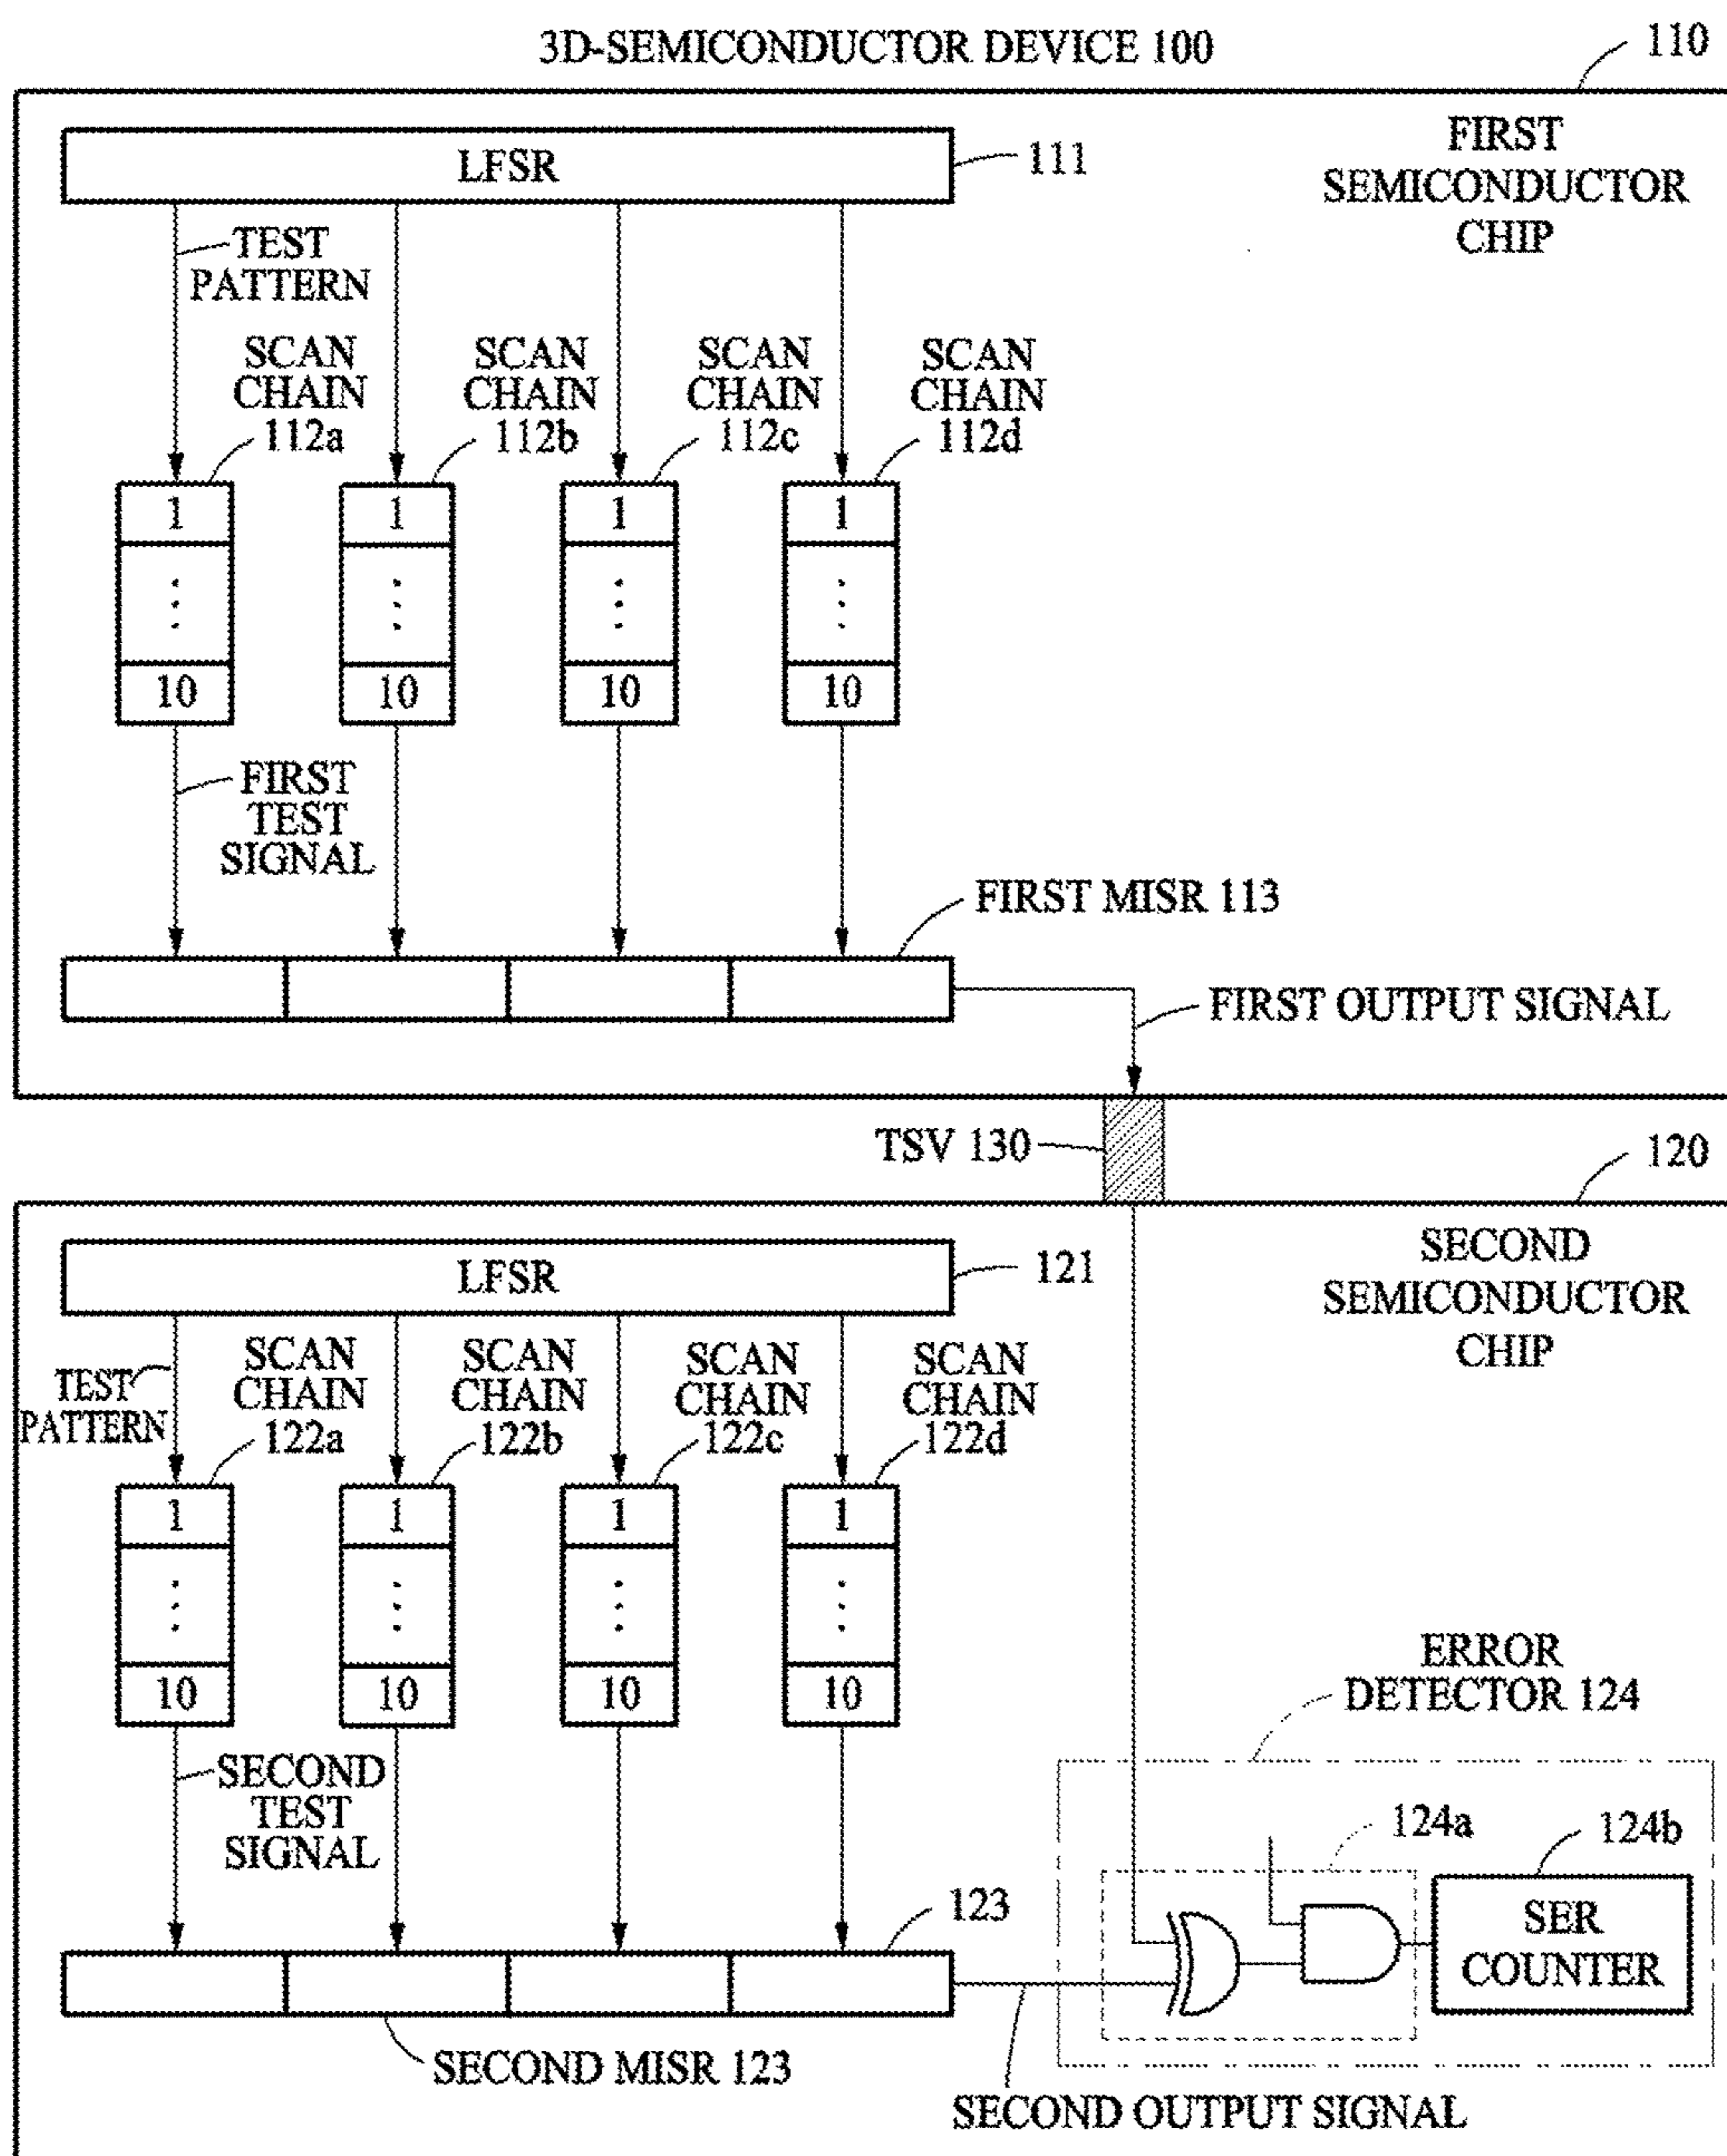 3D-SEMICONDUCTOR DEVICE 100
110
FIRST
SEMICONDUCTOR
CHIP
LFSR
111
TEST
PATTERN
SCAN
CHAIN
112a
SCAN
CHAIN
112b
SCAN
CHAIN
112c
SCAN
CHAIN
112d
1
1
1
1
10
10
10
10
FIRST
TEST
SIGNAL
FIRST MISR 113
FIRST OUTPUT SIGNAL
TSV 130
120
SECOND
SEMICONDUCTOR
CHIP
LFSR
121
TEST
PATTERN
SCAN
CHAIN
122a
SCAN
CHAIN
122b
SCAN
CHAIN
122c
SCAN
CHAIN
122d
1
1
1
1
10
10
10
10
SECOND
TEST
SIGNAL
ERROR
DETECTOR 124
124a
124b
SER
COUNTER
123
SECOND MISR 123
SECOND OUTPUT SIGNAL